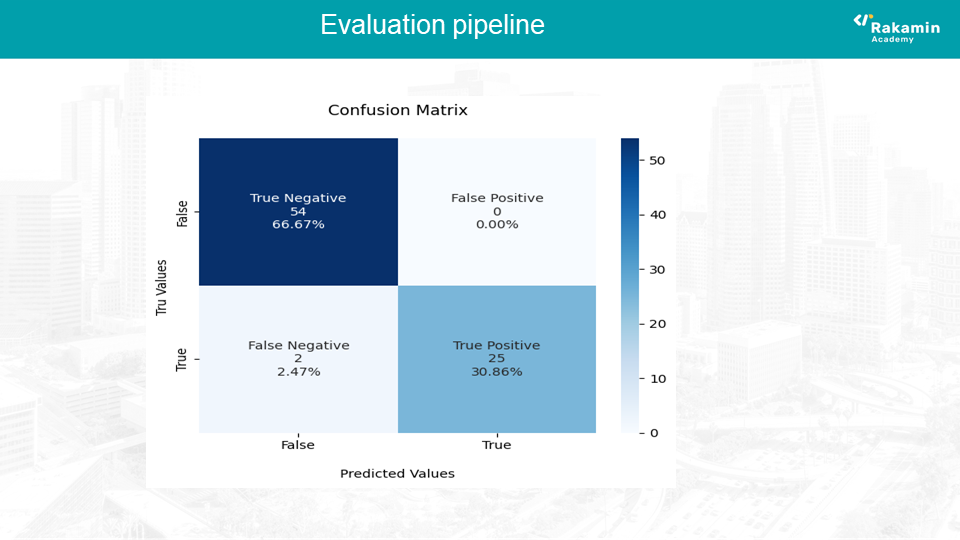 Evaluation pipeline
Rakamin
Academy
Confusion Matrix
True Negative
54
66.67%
False Positive
0
0.00%
False Negative
2
2.47%
True Positive
25
30.86%
False
True
Tru Values
False
True
Predicted Values
50
40
30
20
10
0